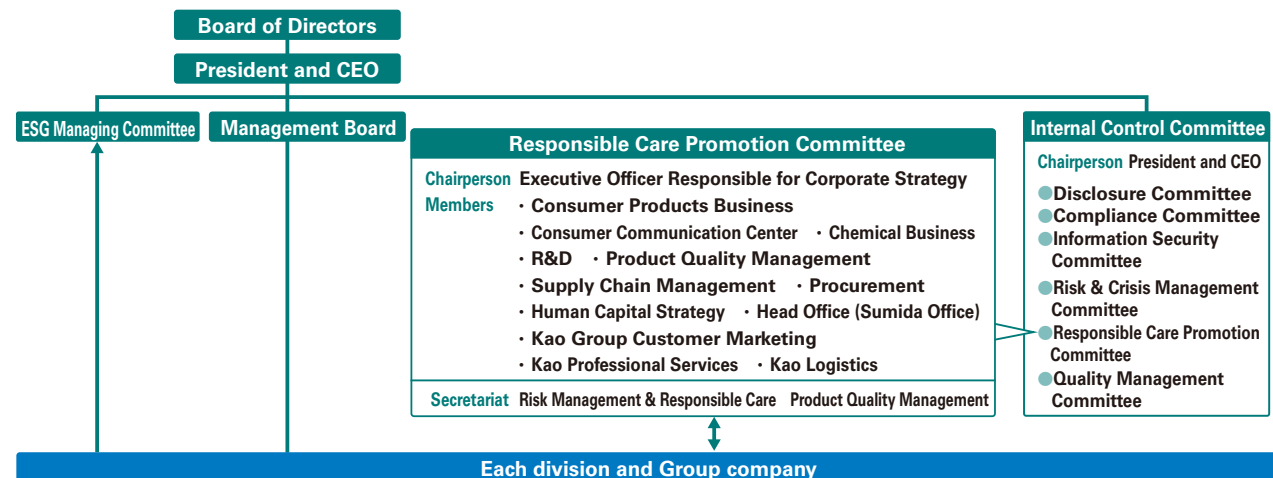 Board of Directors
President and CEO
ESG Managing Committee
Management Board
Responsible Care Promotion Committee
Chairperson Executive Officer Responsible for Corporate Strategy
Members ・Consumer Products Business
・Consumer Communication Center ・Chemical Business
・R&D ・Product Quality Management
・Supply Chain Management ・Procurement
・Human Capital Strategy ・Head Office (Sumida Office)
・Kao Group Customer Marketing
・Kao Professional Services ・Kao Logistics
Secretariat Risk Management & Responsible Care Product Quality Management
Internal Control Committee
Chairperson President and CEO
●Disclosure Committee
●Compliance Committee
●Information Security
Committee
●Risk & Crisis Management
Committee
●Responsible Care Promotion
Committee
●Quality Management
Committee
Each division and Group company